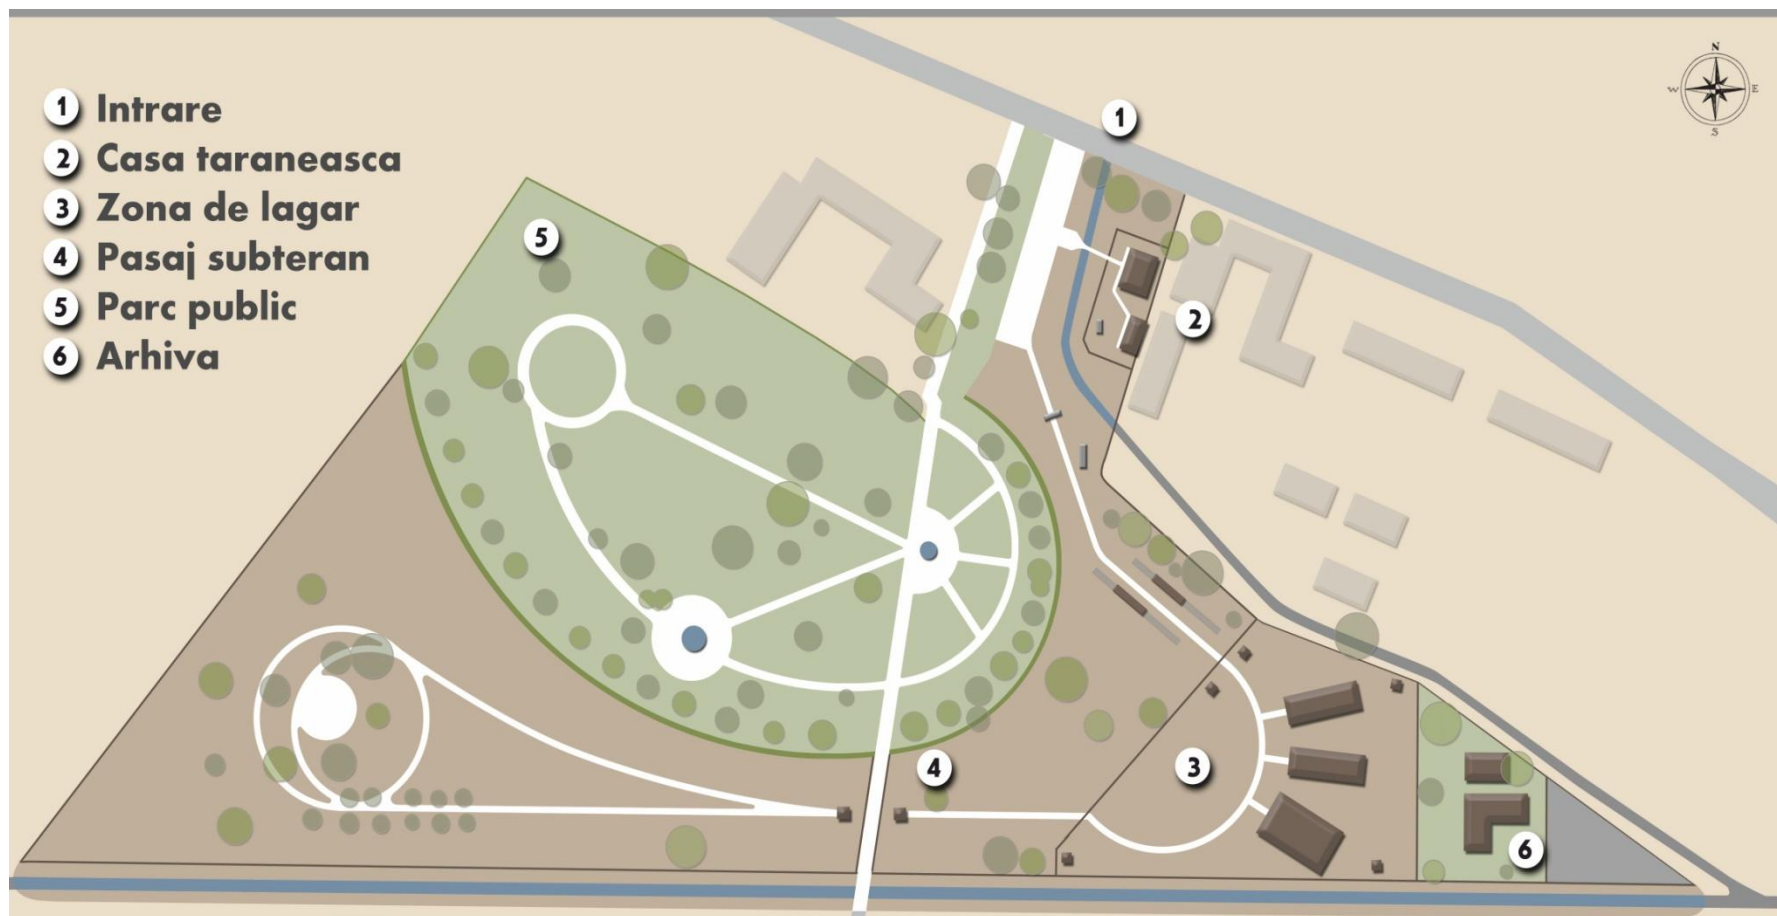 1 Intrare
2 Casa taraneasca
3 Zona de lagar
4 Pasaj subteran
5 Parc public
6 Arhiva
N
W E
S
1
5
2
4
3
6